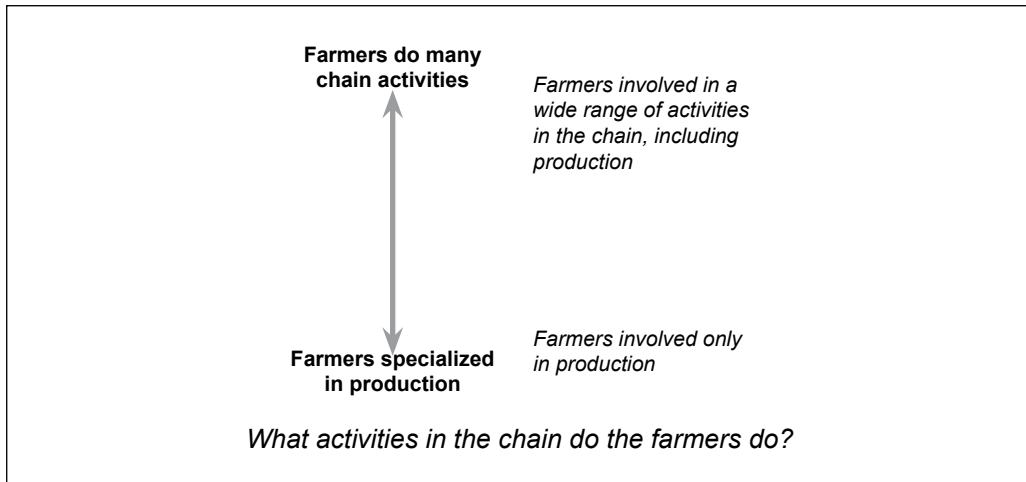 Farmers do many
chain activities
Farmers involved in a
wide range of activities
in the chain, including
production
Farmers specialized
in production
Farmers involved only
in production
What activities in the chain do the farmers do?